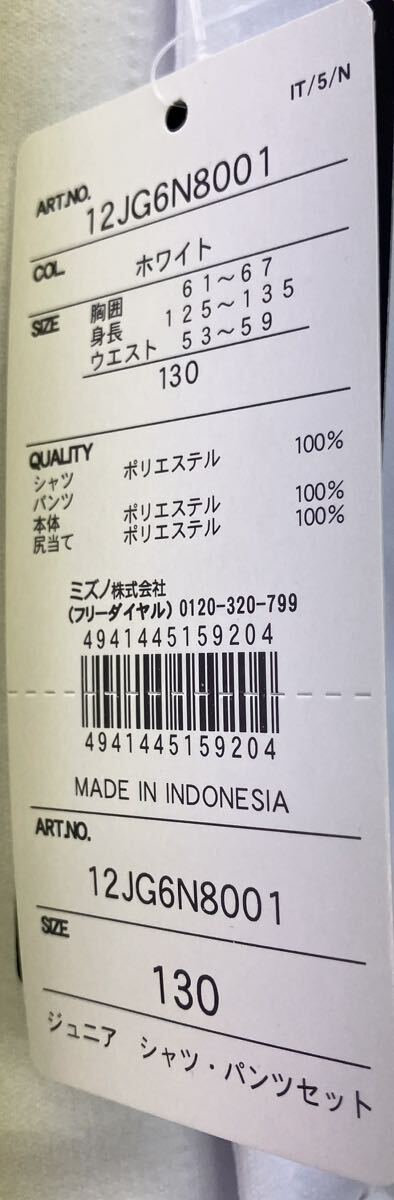 IT/5/N
ART.NO. 12JG6N8001
COL. ホワイト
SIZE 胸囲 61～67
身長 125～135
ウエスト 53～59
130
QUALITY
シャツ ポリエステル 100%
パンツ
本体 ポリエステル 100%
尻当て ポリエステル 100%
ミズノ株式会社
(フリーダイヤル) 0120-320-799
4941445159204
4941445159204
MADE IN INDONESIA
ART.NO.
12JG6N8001
SIZE
130
ジュニア シャツ・パンツセット